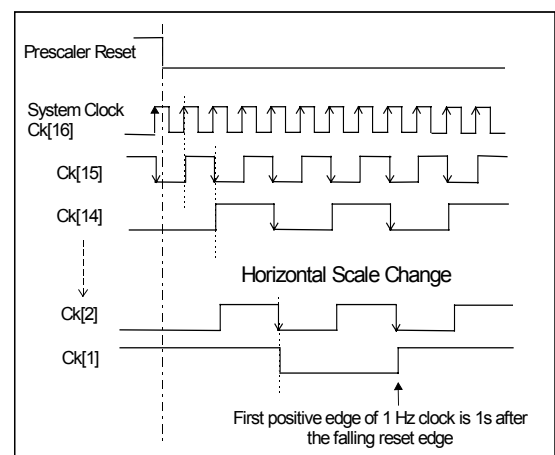 Prescaler Reset
System Clock
Ck[16]
Ck[15]
Ck[14]
Horizontal Scale Change
Ck[2]
Ck[1]
First positive edge of 1 Hz clock is 1s after
the falling reset edge